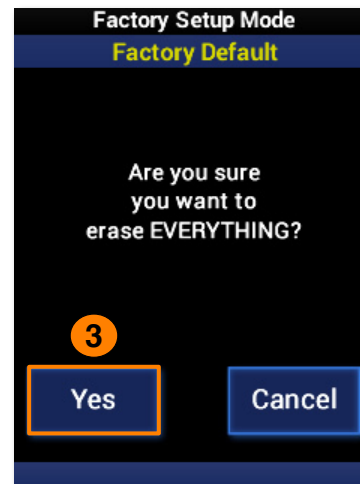 Factory Setup Mode
Factory Default
Are you sure
you want to
erase EVERYTHING?
3
Yes
Cancel